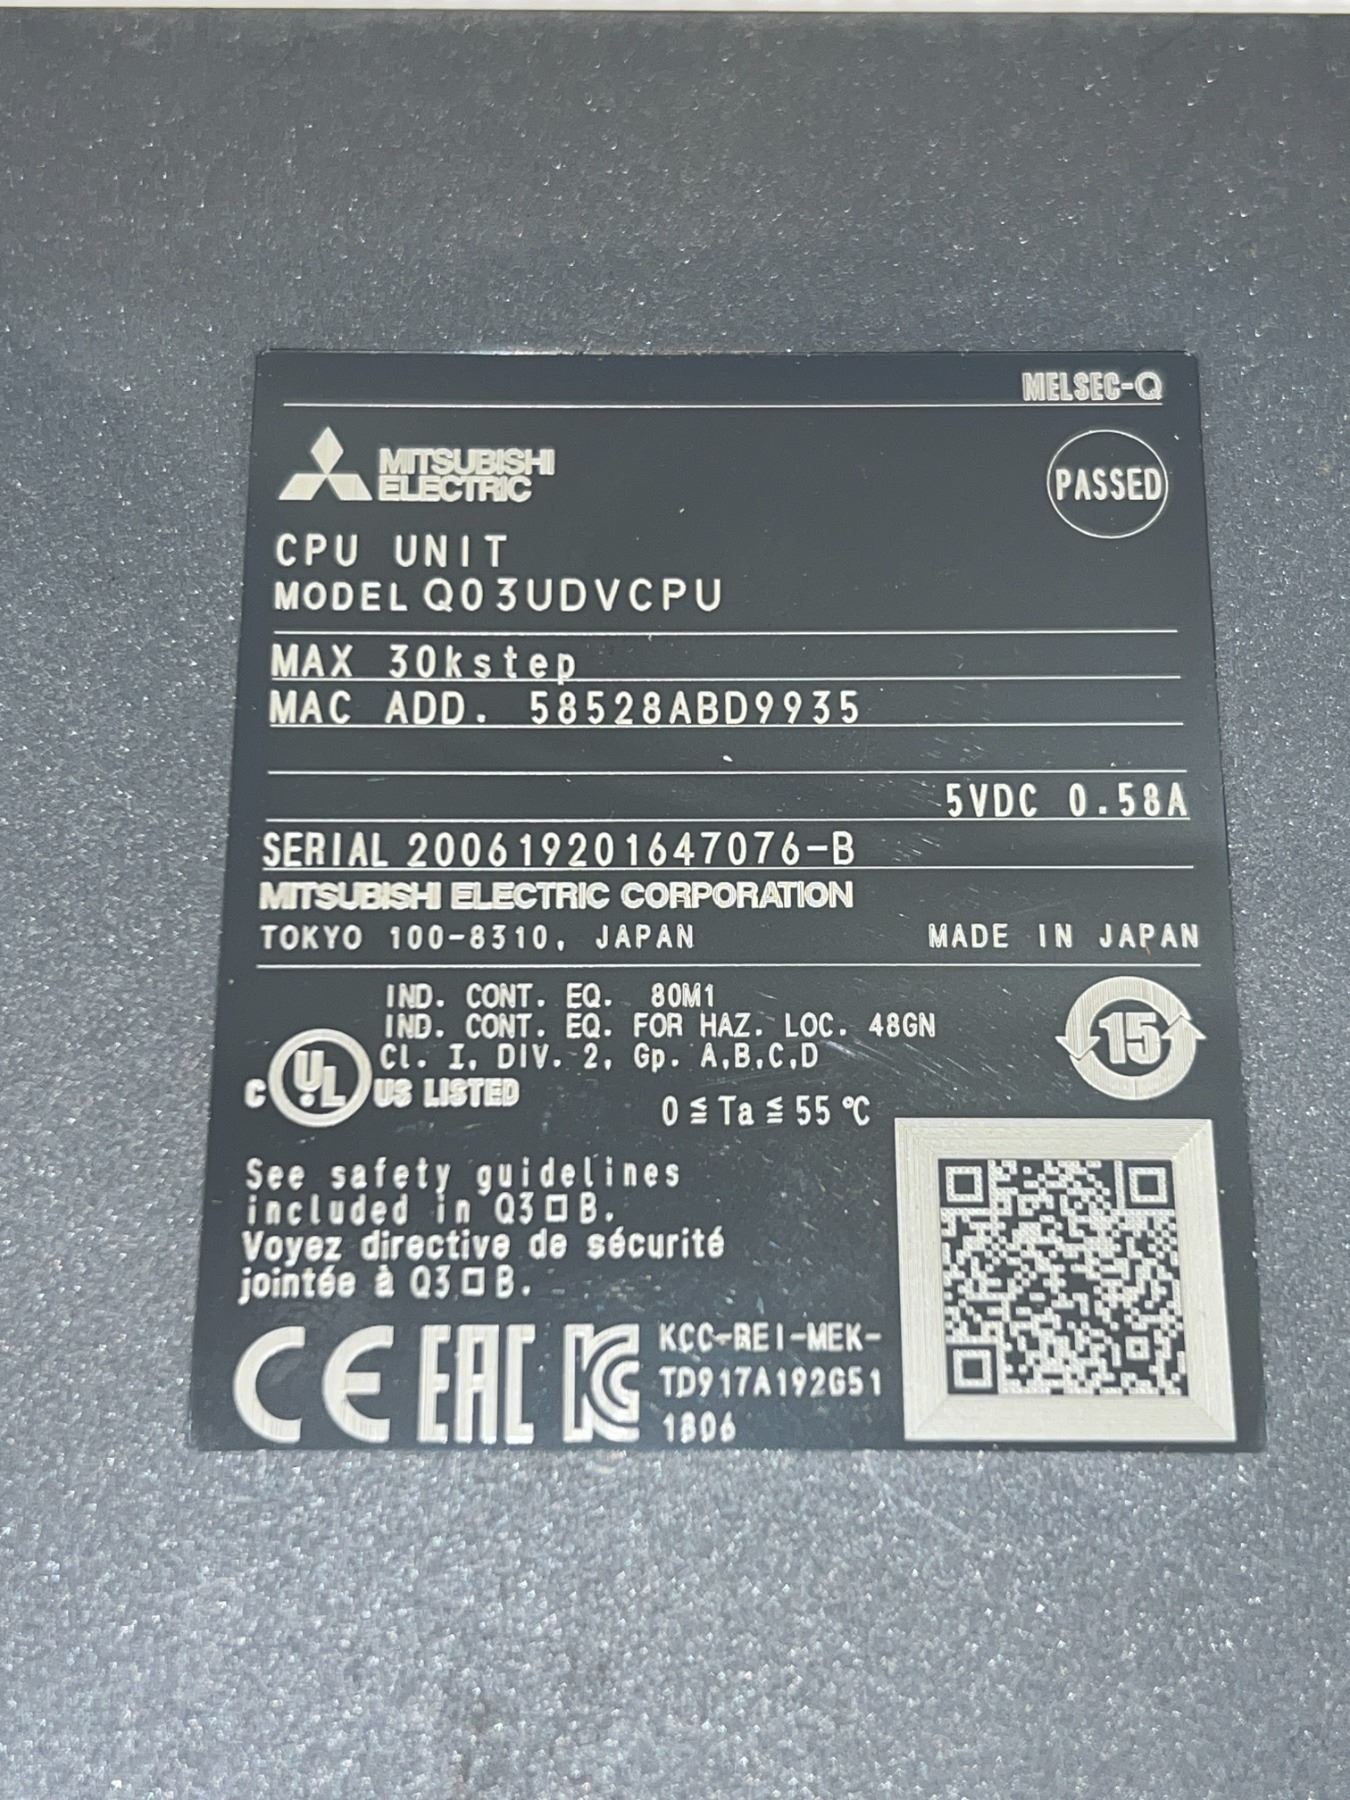 MELSEC-Q
MITSUBISHI
ELECTRIC
PASSED
CPU UNIT
MODEL Q03UDVCPU
MAX 30kstep
MAC ADD. 58528ABD9935
5VDC 0.58A
SERIAL 200619201647076-B
MITSUBISHI ELECTRIC CORPORATION
TOKYO 100-8310, JAPAN MADE IN JAPAN
IND. CONT. EQ. 80M1
IND. CONT. EQ. FOR HAZ. LOC. 48GN
Cl. I, DIV. 2, Gp. A,B,C,D
C UL US LISTED
15
0 ≦ Ta ≦ 55 ℃
See safety guidelines
included in Q3□B.
Voyez directive de sécurité
jointée à Q3□B.
CE EAC KC
KCC-REI-MEK-
TD917A192G51
1806